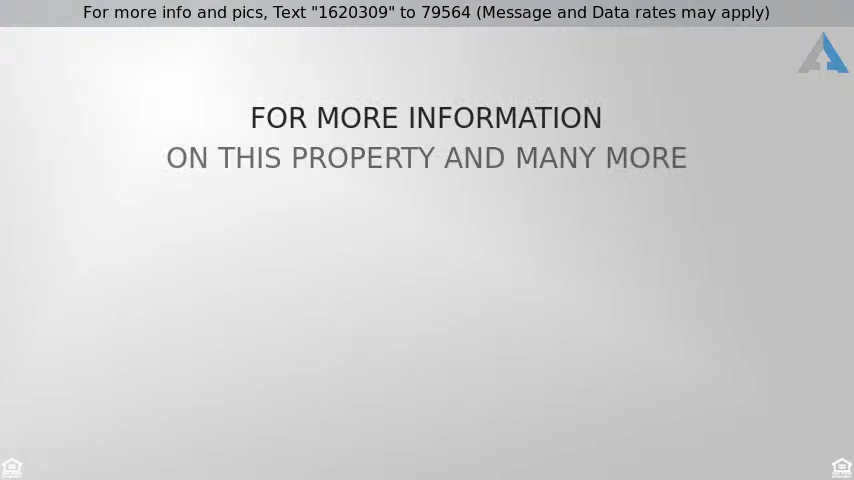 For more info and pics, Text "1620309" to 79564 (Message and Data rates may apply)
FOR MORE INFORMATION
ON THIS PROPERTY AND MANY MORE